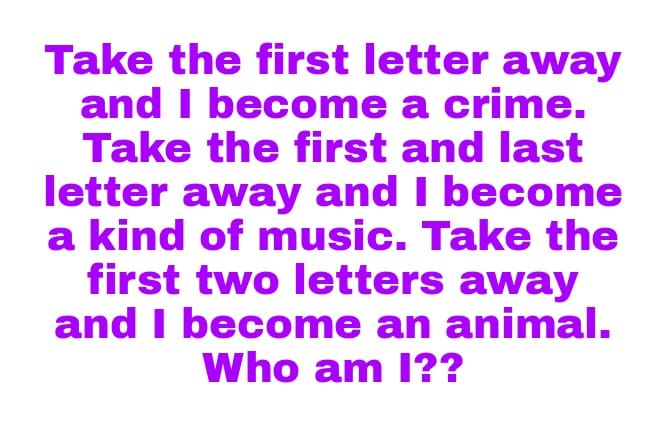 Take the first letter away
and I become a crime.
Take the first and last
letter away and I become
a kind of music. Take the
first two letters away
and I become an animal.
Who am I??